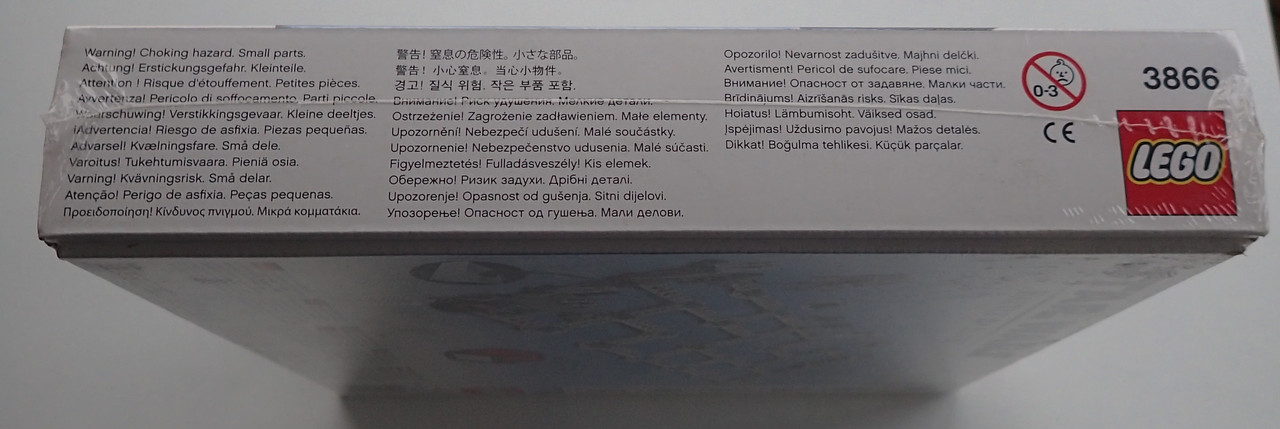 Warning! Choking hazard. Small parts.
Achtung! Erstickungsgefahr. Kleinteile.
Attention ! Risque d'étouffement. Petites pièces.
Avvertenza! Pericolo di soffocamento. Parti piccole.
Waarschuwing! Verstikkingsgevaar. Kleine deeltjes.
¡Advertencia! Riesgo de asfixia. Piezas pequeñas.
Advarsel! Kvælningsfare. Små dele.
Varoitus! Tukehtumisvaara. Pieniä osia.
Varning! Kvävningsrisk. Små delar.
Atenção! Perigo de asfixia. Peças pequenas.
Προειδοποίηση! Κίνδυνος πνιγμού. Μικρά κομματάκια.
警告! 窒息の危険性。小さな部品。
警告! 小心窒息。当心小物件。
경고! 질식 위험. 작은 부품 포함.
Внимание! Риск удушения. Мелкие детали.
Ostrzeżenie! Zagrożenie zadławieniem. Małe elementy.
Upozornění! Nebezpečí udušení. Malé součástky.
Upozornenie! Nebezpečenstvo udusenia. Malé súčasti.
Figyelmeztetés! Fulladásveszély! Kis elemek.
Обережно! Ризик задухи. Дрібні деталі.
Upozorenje! Opasnost od gušenja. Sitni dijelovi.
Упозорење! Опасност од гушења. Мали делови.
Opozorilo! Nevarnost zadušitve. Majhni delčki.
Avertisment! Pericol de sufocare. Piese mici.
Внимание! Опасност от задавяне. Малки части.
Brīdinājums! Aizrīšanās risks. Sīkas daļas.
Hoiatus! Lämbumisoht. Väiksed osad.
Įspėjimas! Uždusimo pavojus! Mažos detalės.
Dikkat! Boğulma tehlikesi. Küçük parçalar.
0-3
CE
3866
LEGO